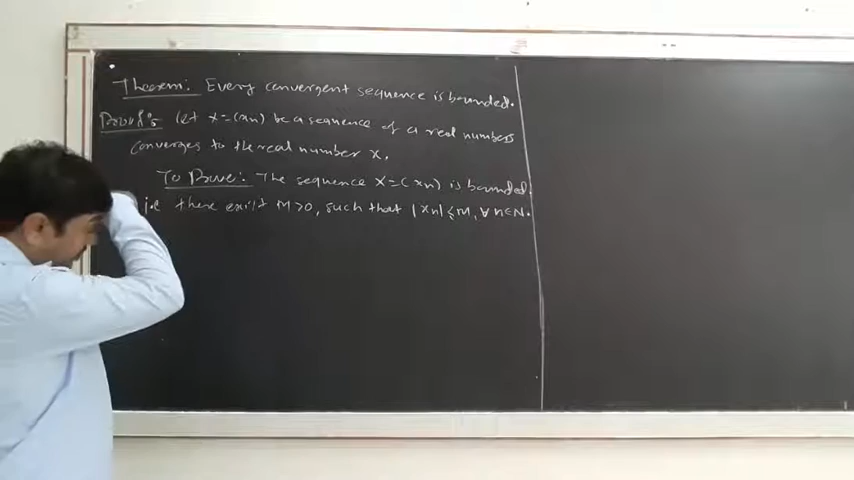 Theorem:- Every convergent sequence is bounded.
Proof:- let X=(xn) be a sequence of a real numbers
converges to the real number x.
To Prove:- The sequence X=(xn) is bounded.
i.e there exist M>0, such that |xn| ≤ M, ∀ n∈N.